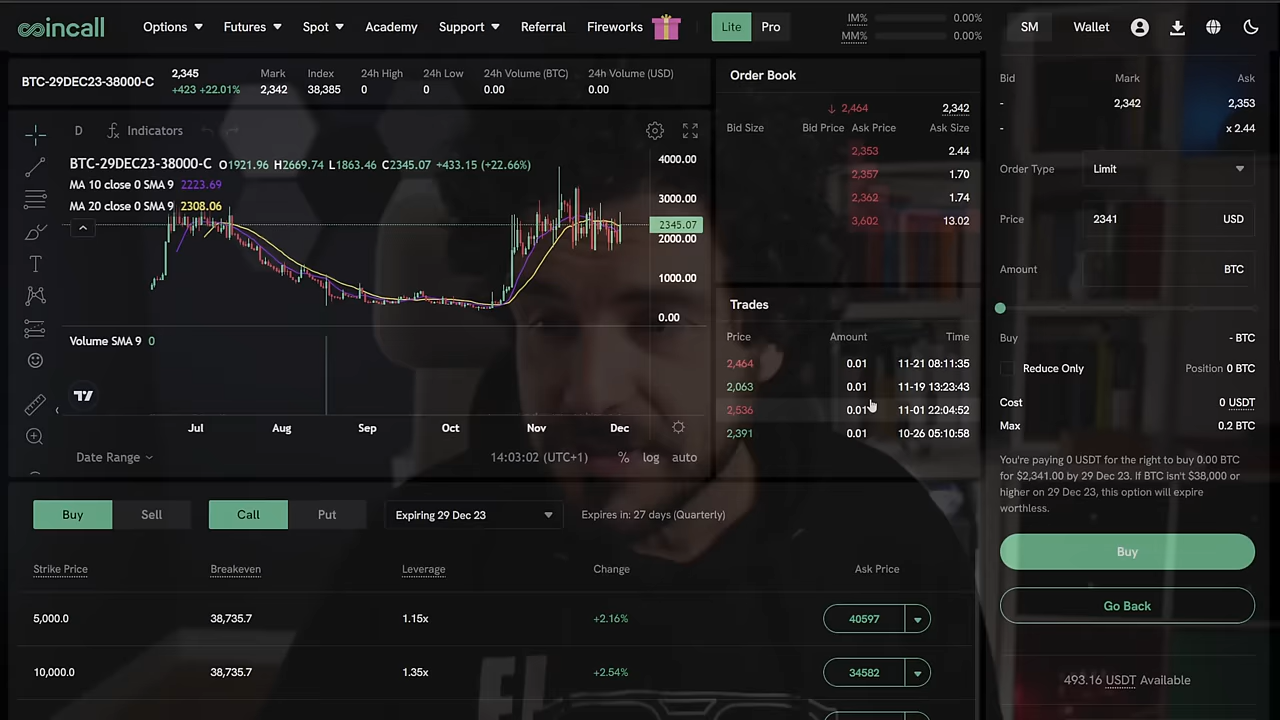 coincall Options Futures Spot Academy Support Referral Fireworks Lite Pro IM% 0.00% SM Wallet
MM% 0.00%
BTC-29DEC23-38000-C 2,345 Mark Index 24h High 24h Low 24h Volume (BTC) 24h Volume (USD)
+423 +22.01% 2,342 38,385 0 0 0.00 0.00
D Indicators
BTC-29DEC23-38000-C O1921.96 H2669.74 L1863.46 C2345.07 +433.15 (+22.66%)
MA 10 close 0 SMA 9 2223.69
MA 20 close 0 SMA 9 2308.06
4000.00
3000.00
2345.07
2000.00
1000.00
0.00
Volume SMA 9 0
Jul Aug Sep Oct Nov Dec
Date Range 14:03:02 (UTC+1) % log auto
Order Book
2,464 2,342
Bid Size Bid Price Ask Price Ask Size
2,353 2.44
2,357 1.70
2,362 1.74
3,602 13.02
Trades
Price Amount Time
2,464 0.01 11-21 08:11:35
2,063 0.01 11-19 13:23:43
2,536 0.01 11-01 22:04:52
2,391 0.01 10-26 05:10:58
Bid Mark Ask
- 2,342 2,353
- x 2.44
Order Type Limit
Price 2341 USD
Amount BTC
Buy - BTC
Reduce Only Position 0 BTC
Cost 0 USDT
Max 0.2 BTC
You're paying 0 USDT for the right to buy 0.00 BTC
for $2,341.00 by 29 Dec 23. If BTC isn't $38,000 or
higher on 29 Dec 23, this option will expire
worthless.
Buy
Go Back
493.16 USDT Available
Buy Sell Call Put Expiring 29 Dec 23 Expires in: 27 days (Quarterly)
Strike Price Breakeven Leverage Change Ask Price
5,000.0 38,735.7 1.15x +2.16% 40597
10,000.0 38,735.7 1.35x +2.54% 34582